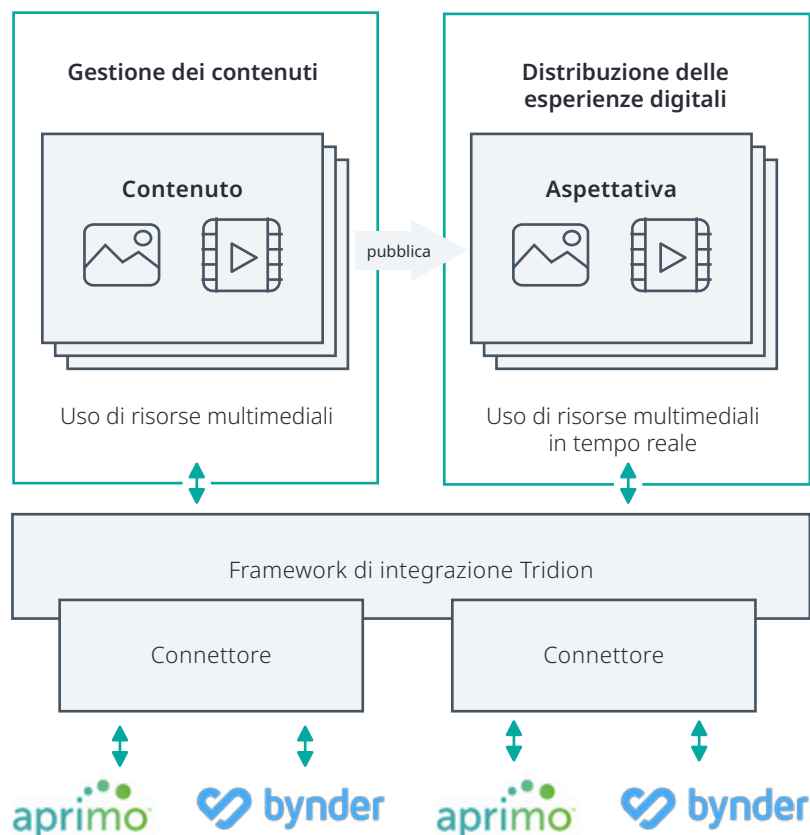 Gestione dei contenuti
Distribuzione delle
esperienze digitali
Contenuto
pubblica
Aspettativa
Uso di risorse multimediali
Uso di risorse multimediali
in tempo reale
Framework di integrazione Tridion
Connettore
Connettore
aprimo
bynder
aprimo
bynder